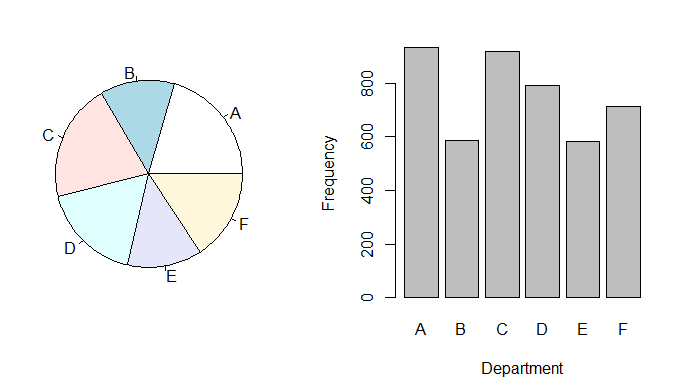 A
B
C
D
E
F
Frequency
0
200
400
600
800
A B C D E F
Department